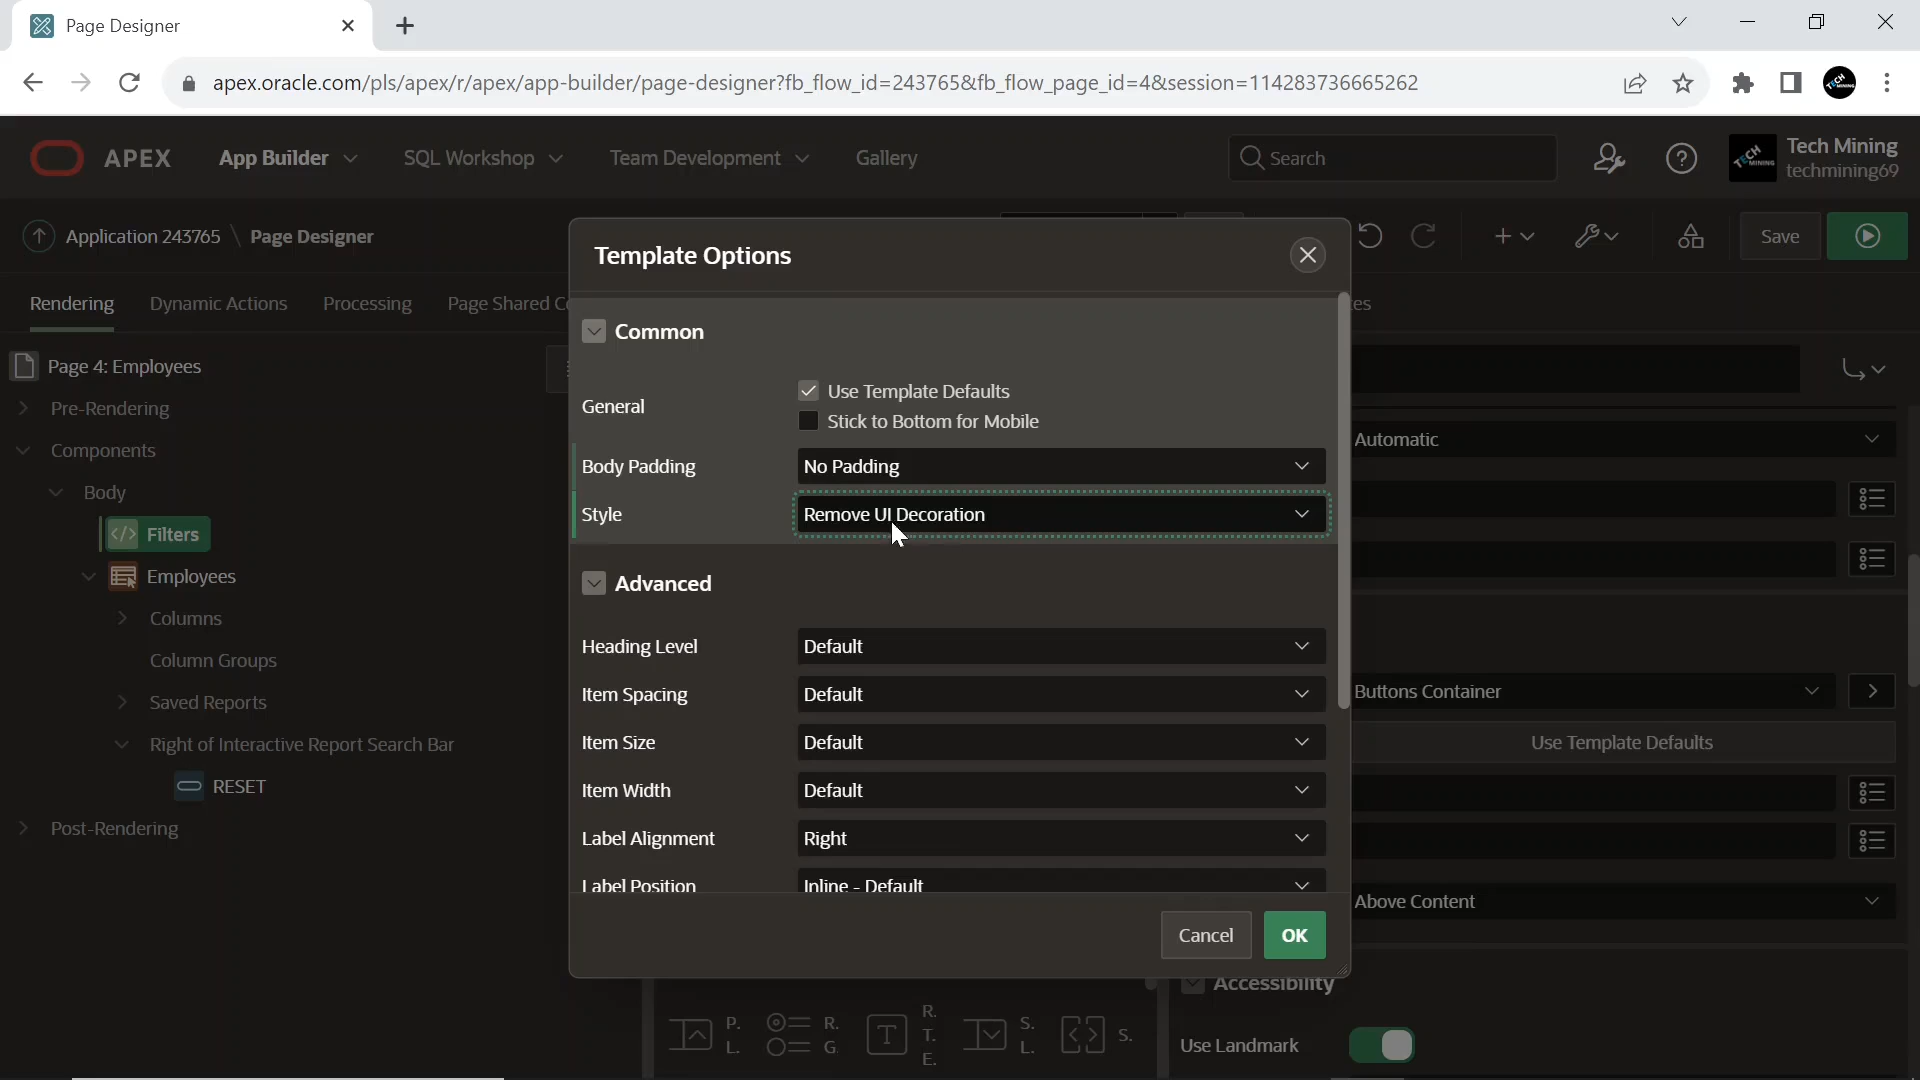 Page Designer
apex.oracle.com/pls/apex/r/apex/app-builder/page-designer?fb_flow_id=243765&fb_flow_page_id=4&session=114283736665262
APEX
App Builder
SQL Workshop
Team Development
Gallery
Search
Tech Mining
techmining69
Application 243765 \ Page Designer
Save
Rendering
Dynamic Actions
Processing
Page Shared Co
es
Page 4: Employees
Pre-Rendering
Components
Body
Filters
Employees
Columns
Column Groups
Saved Reports
Right of Interactive Report Search Bar
RESET
Post-Rendering
Template Options
Common
General
Use Template Defaults
Stick to Bottom for Mobile
Body Padding
No Padding
Style
Remove UI Decoration
Advanced
Heading Level
Default
Item Spacing
Default
Item Size
Default
Item Width
Default
Label Alignment
Right
Label Position
Inline - Default
Cancel
OK
Automatic
Buttons Container
Use Template Defaults
Above Content
Accessibility
Use Landmark
P.
L.
R.
G.
T
R.
T.
E.
S.
L.
S.